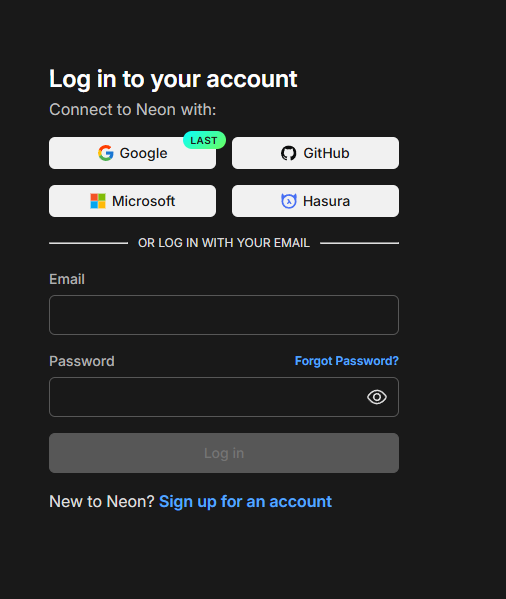 Log in to your account
Connect to Neon with:
LAST
Google
GitHub
Microsoft
Hasura
OR LOG IN WITH YOUR EMAIL
Email
Password
Forgot Password?
Log in
New to Neon? Sign up for an account